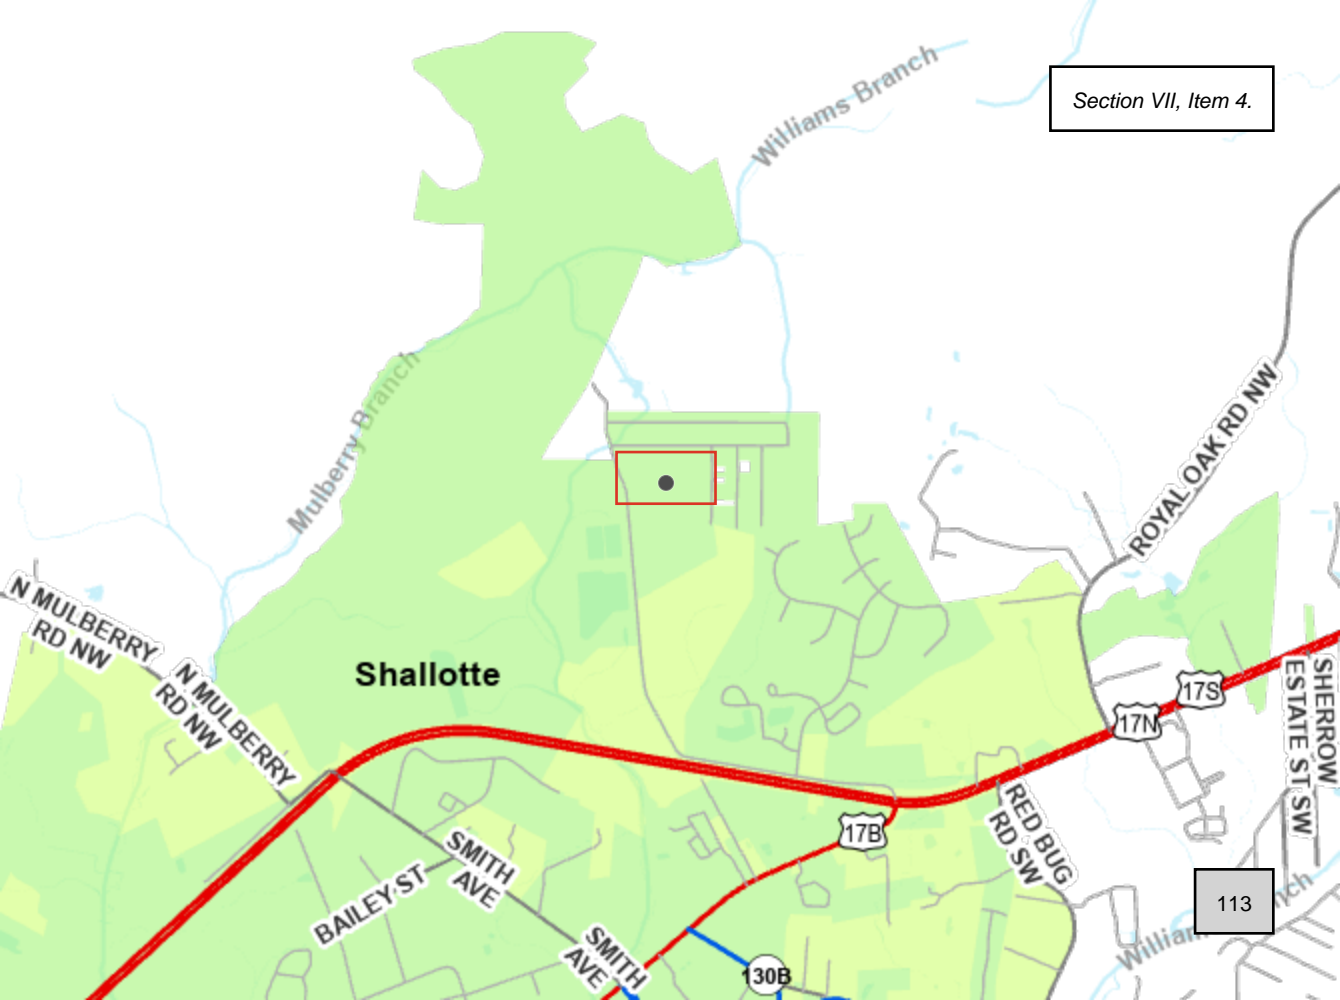 Williams Branch
Section VII, Item 4.
Mulberry Branch
ROYAL OAK RD NW
N MULBERRY
RD NW
N MULBERRY
RD NW
Shallotte
17S
17N
SHERROW
ESTATE ST SW
RED BUG
RD SW
17B
SMITH
AVE
BAILEY ST
SMITH
AVE
130B
113